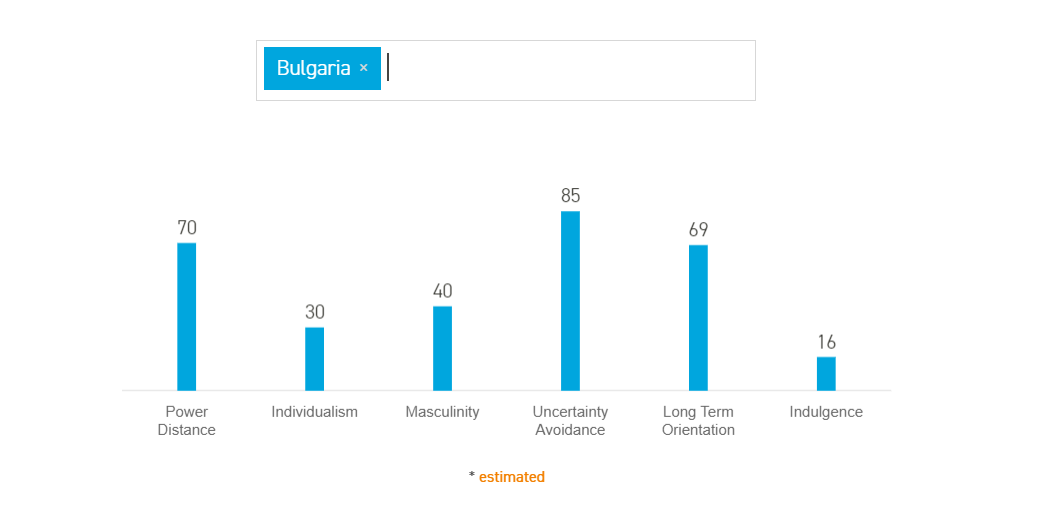 Bulgaria ×
70
30
40
85
69
16
Power
Distance
Individualism
Masculinity
Uncertainty
Avoidance
Long Term
Orientation
Indulgence
* estimated